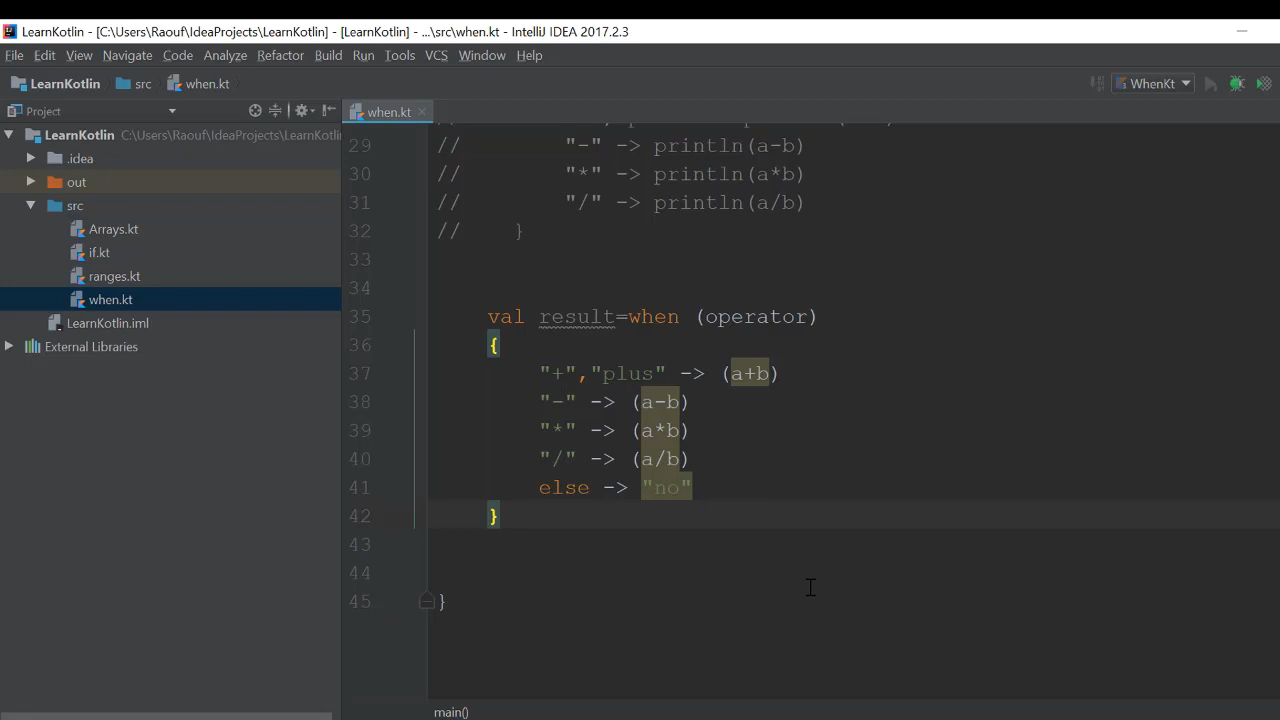 LearnKotlin - [C:\Users\Raouf\IdeaProjects\LearnKotlin] - [LearnKotlin] - ...\src\when.kt - IntelliJ IDEA 2017.2.3
File Edit View Navigate Code Analyze Refactor Build Run Tools VCS Window Help
LearnKotlin src when.kt WhenKt
Project
when.kt
LearnKotlin C:\Users\Raouf\IdeaProjects\LearnKotli
.idea
out
src
Arrays.kt
if.kt
ranges.kt
when.kt
LearnKotlin.iml
External Libraries
29 // "-" -> println(a-b)
30 // "*" -> println(a*b)
31 // "/" -> println(a/b)
32 // }
33
34
35 val result=when (operator)
36 {
37 "+","plus" -> (a+b)
38 "-" -> (a-b)
39 "*" -> (a*b)
40 "/" -> (a/b)
41 else -> "no"
42 }
43
44
45 }
main()